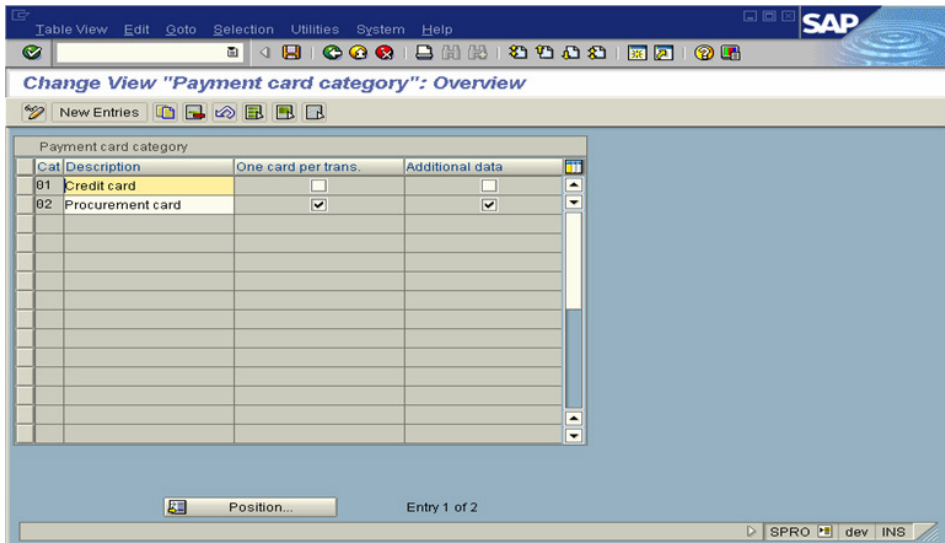 Table View Edit Goto Selection Utilities System Help
SAP
Change View "Payment card category": Overview
New Entries
Payment card category
Cat Description One card per trans. Additional data
01 Credit card
02 Procurement card
Position... Entry 1 of 2
SPRO dev INS